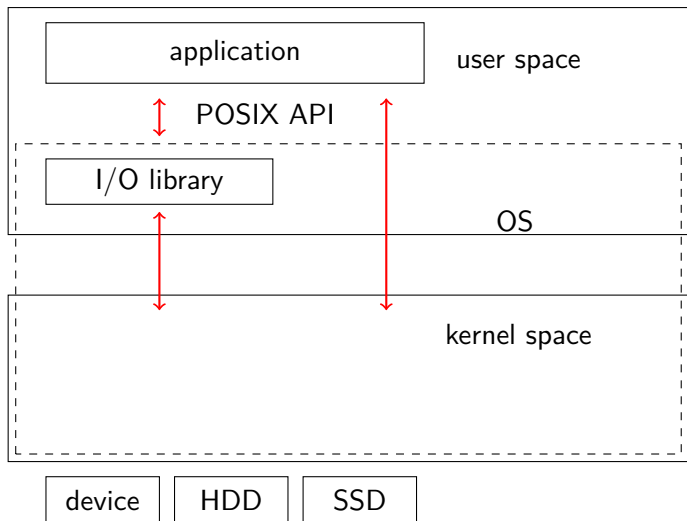 application
user space
POSIX API
I/O library
OS
kernel space
device
HDD
SSD